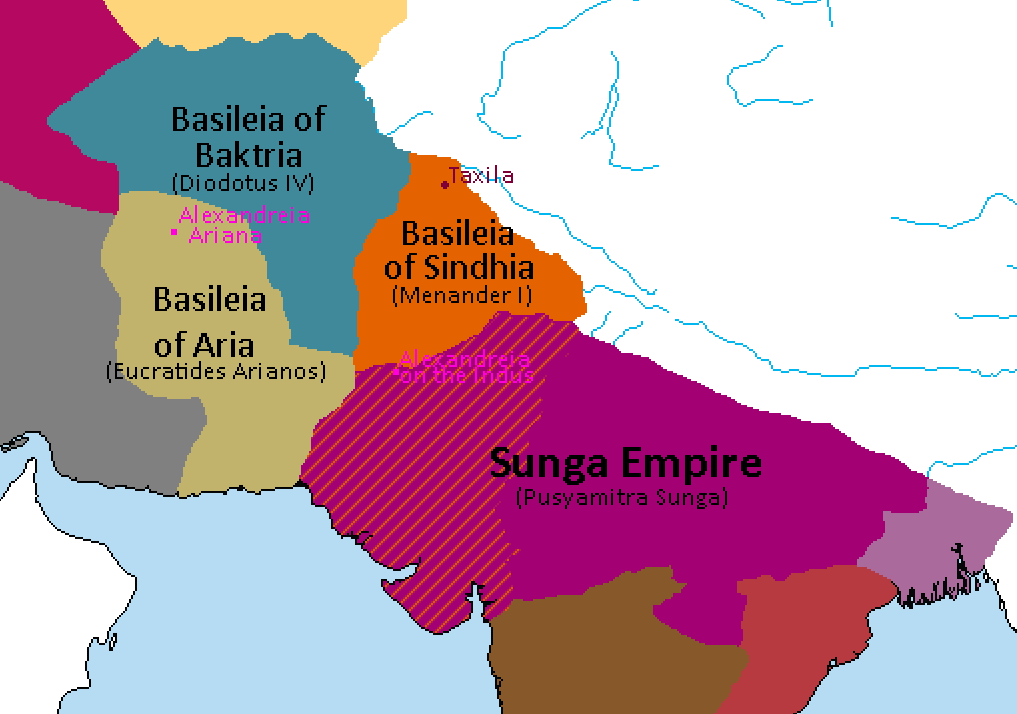 Basileia of
Baktria
(Diodotus IV)
Taxila
Alexandreia
Ariana
Basileia
of Sindhia
(Menander I)
Basileia
of Aria
(Eucratides Arianos)
Alexandreia
on the Indus
Sunga Empire
(Pusyamitra Sunga)